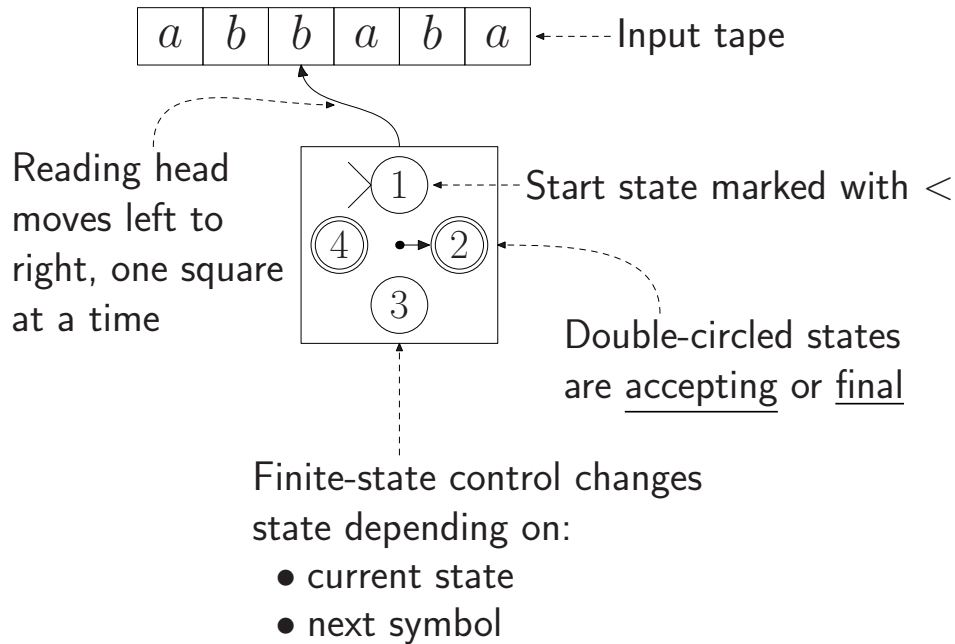 a b b a b a
Input tape
Reading head
moves left to
right, one square
at a time
1
Start state marked with <
4
2
3
Double-circled states
are accepting or final
Finite-state control changes
state depending on:
• current state
• next symbol